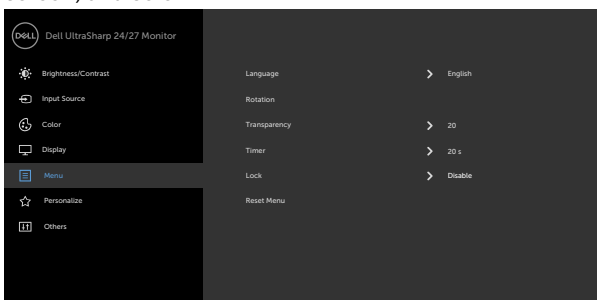 DELL Dell UltraSharp 24/27 Monitor
Brightness/Contrast
Input Source
Color
Display
Menu
Personalize
Others
Language English
Rotation
Transparency 20
Timer 20 s
Lock Disable
Reset Menu